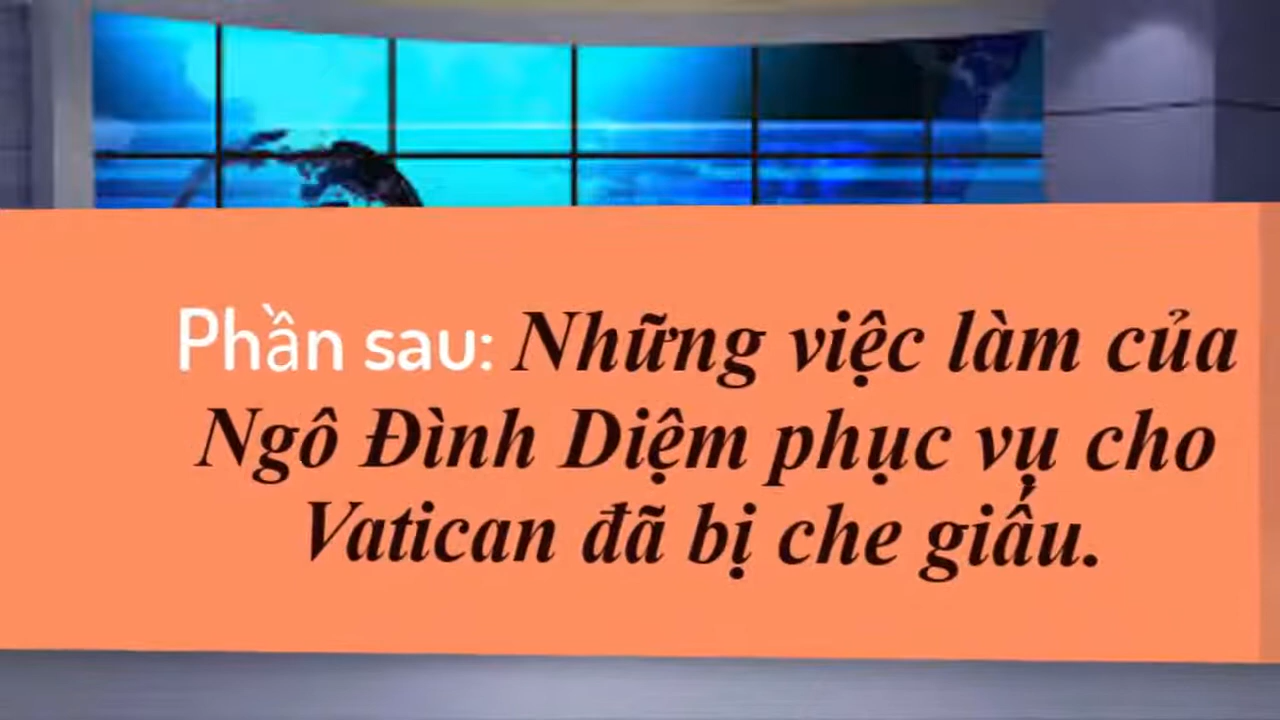 Phần sau: Những việc làm của
Ngô Đình Diệm phục vụ cho
Vatican đã bị che giấu.